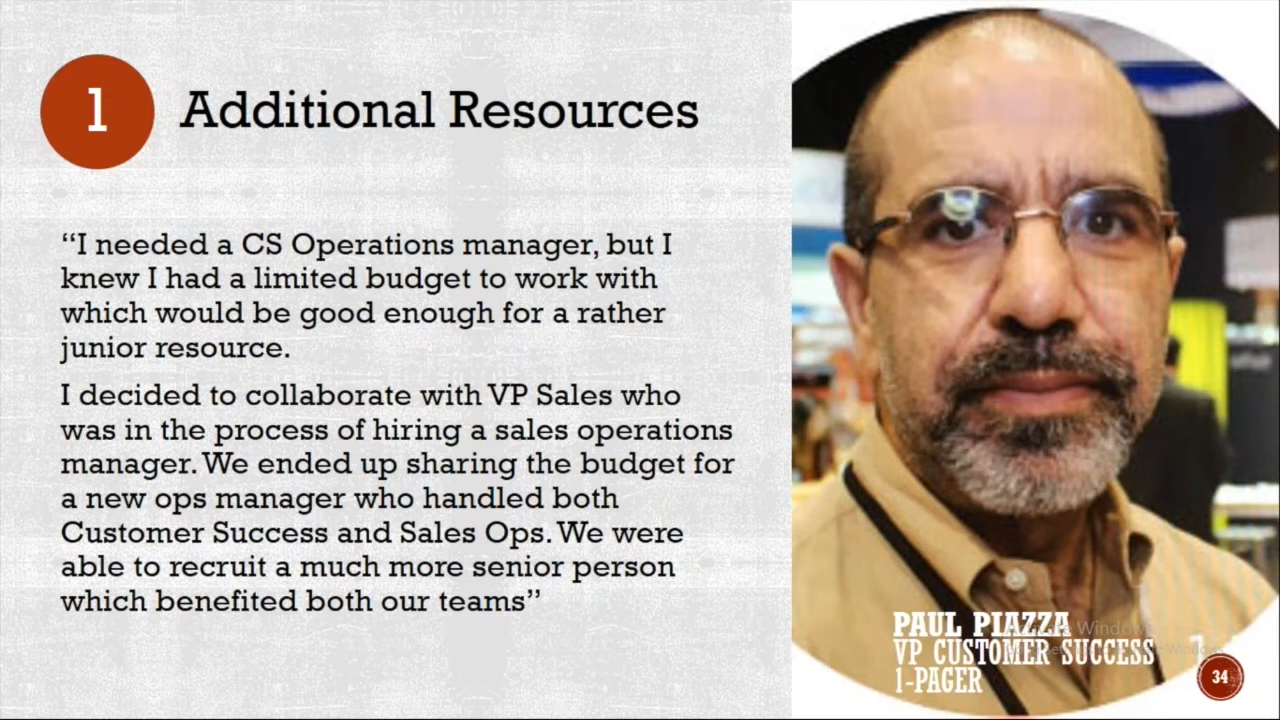 1
Additional Resources
“I needed a CS Operations manager, but I
knew I had a limited budget to work with
which would be good enough for a rather
junior resource.
I decided to collaborate with VP Sales who
was in the process of hiring a sales operations
manager. We ended up sharing the budget for
a new ops manager who handled both
Customer Success and Sales Ops. We were
able to recruit a much more senior person
which benefited both our teams”
PAUL PIAZZA
VP CUSTOMER SUCCESS
1-PAGER
Windows
34